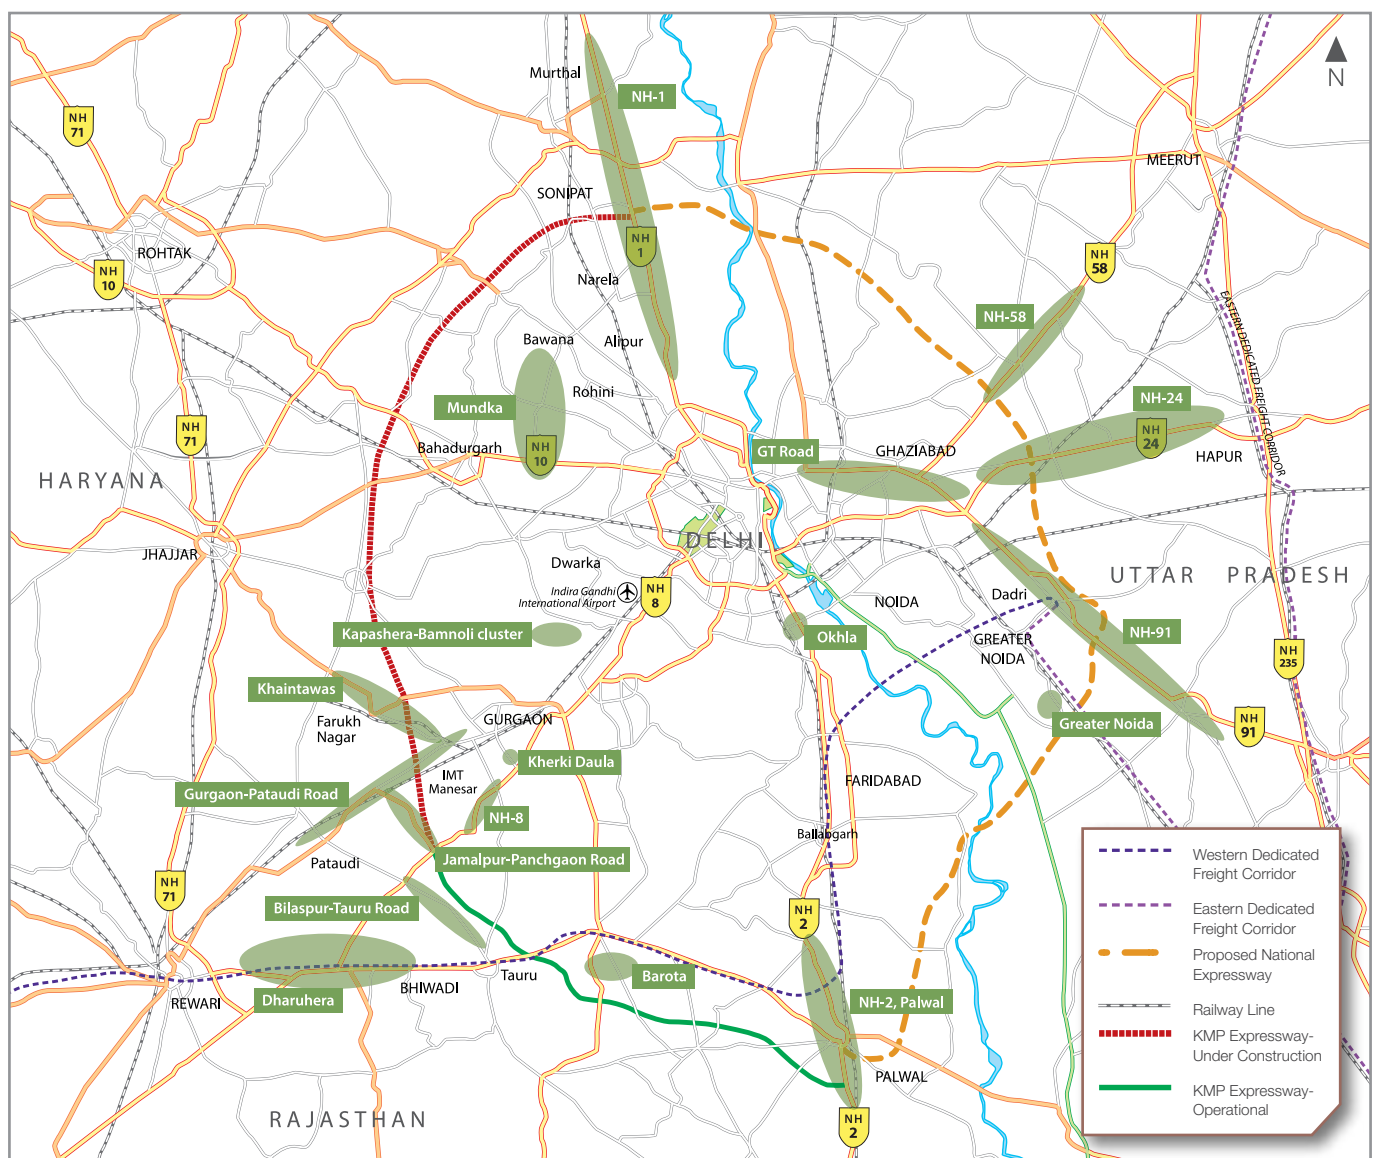 N
Murthal
NH-1
NH
71
MEERUT
SONIPAT
ROHTAK
NH
1
NH
58
NH
10
Narela
NH-58
EASTERN DEDICATED FREIGHT CORRIDOR
Bawana
Alipur
Rohini
NH-24
Mundka
NH
71
NH
24
Bahadurgarh
NH
10
GT Road
GHAZIABAD
HAPUR
HARYANA
DELHI
JHAJJAR
Dwarka
UTTAR PRADESH
Indira Gandhi
International Airport
NH
8
NOIDA
Dadri
Kapashera-Bamnoli cluster
Okhla
GREATER
NOIDA
NH-91
NH
235
Khaintawas
Farukh
Nagar
GURGAON
Greater Noida
NH
91
Kherki Daula
IMT
Manesar
FARIDABAD
Gurgaon-Pataudi Road
NH-8
Ballabgarh
Jamalpur-Panchgaon Road
Pataudi
NH
71
Bilaspur-Tauru Road
NH
2
Tauru
Barota
BHIWADI
REWARI
Dharuhera
NH-2, Palwal
PALWAL
RAJASTHAN
NH
2
Western Dedicated
Freight Corridor
Eastern Dedicated
Freight Corridor
Proposed National
Expressway
Railway Line
KMP Expressway-
Under Construction
KMP Expressway-
Operational